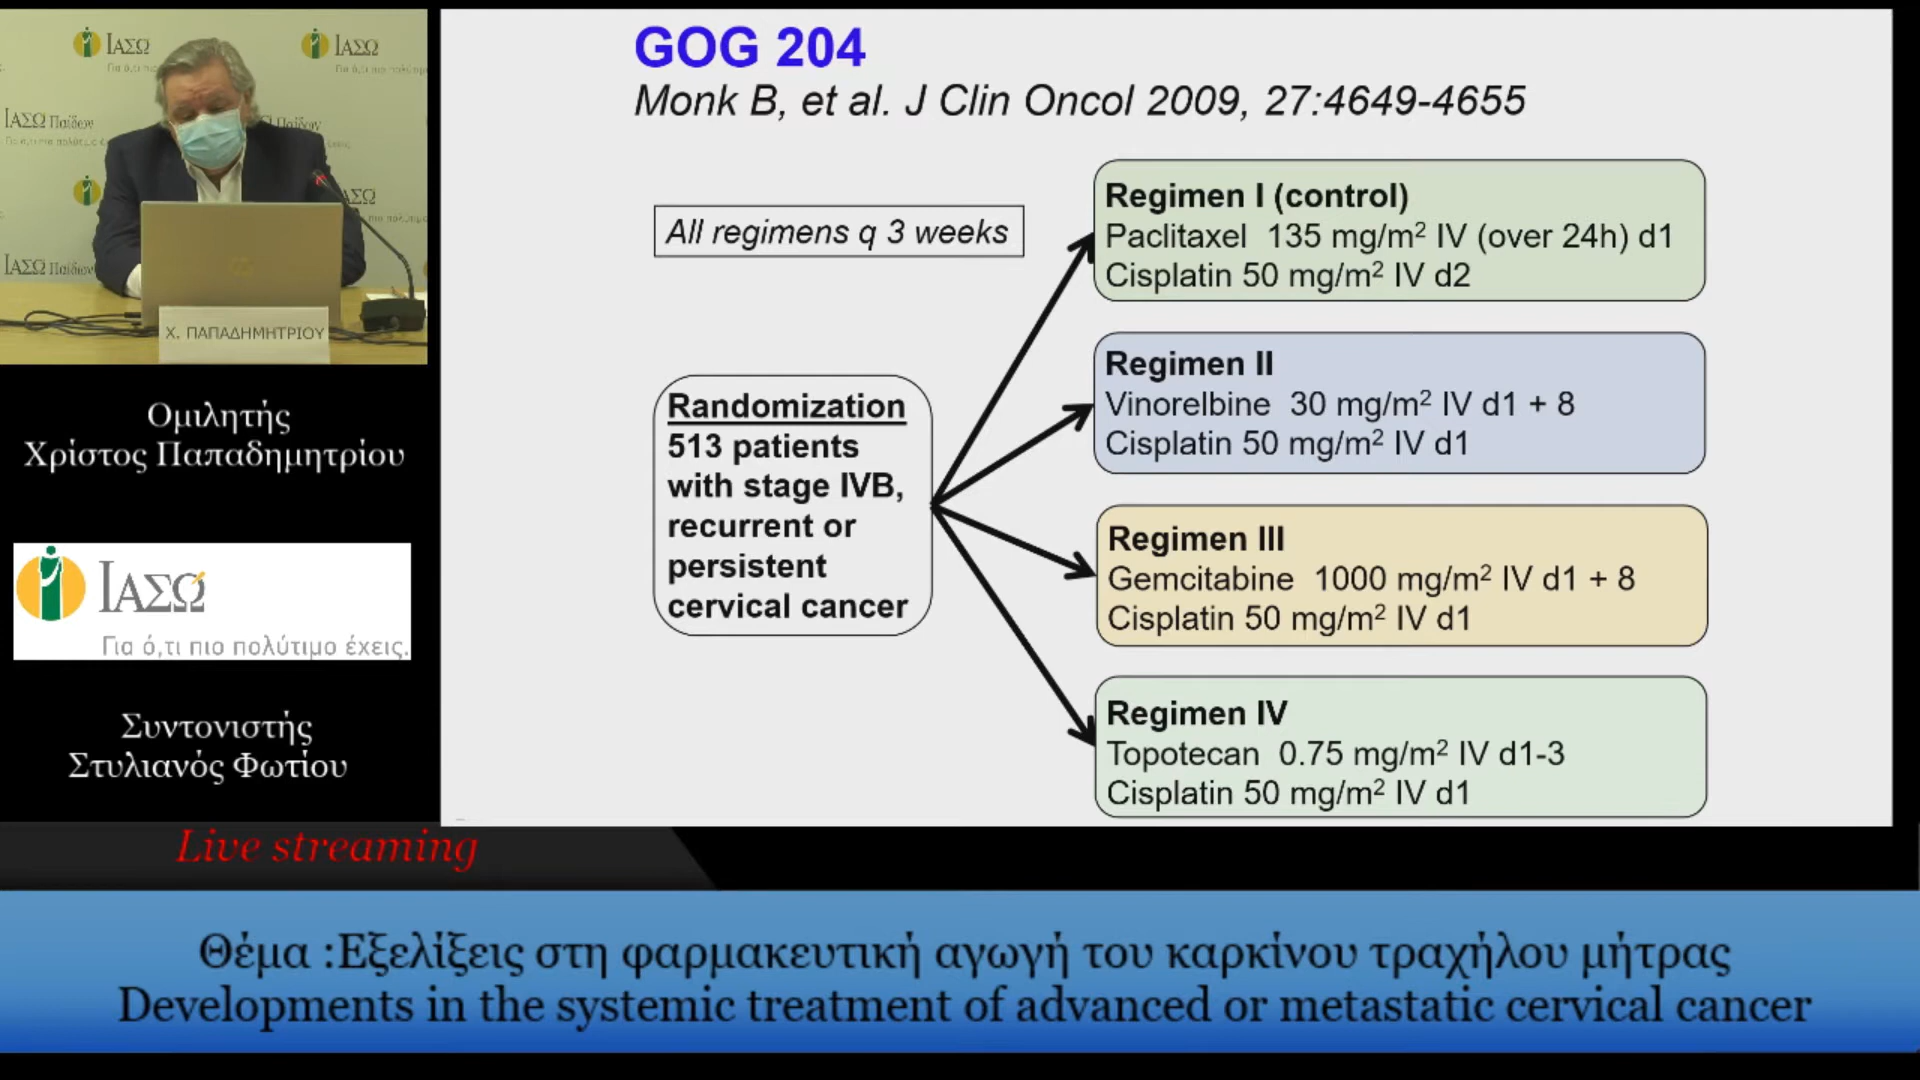 ΙΑΣΩ
ΙΑΣΩ
Για ό,τι πιο πολύτιμ
ΙΑΣΩ Παίδων
Παίδων
ΑΣΩ
ΙΑΣΩ Παίδων
Χ. ΠΑΠΑΔΗΜΗΤΡΙΟΥ
Ομιλητής
Χρίστος Παπαδημητρίου
ΙΑΣΩ
Για ό,τι πιο πολύτιμο έχεις.
Συντονιστής
Στυλιανός Φωτίου
GOG 204
Monk B, et al. J Clin Oncol 2009, 27:4649-4655
All regimens q 3 weeks
Randomization
513 patients
with stage IVB,
recurrent or
persistent
cervical cancer
Regimen I (control)
Paclitaxel 135 mg/m² IV (over 24h) d1
Cisplatin 50 mg/m² IV d2
Regimen II
Vinorelbine 30 mg/m² IV d1 + 8
Cisplatin 50 mg/m² IV d1
Regimen III
Gemcitabine 1000 mg/m² IV d1 + 8
Cisplatin 50 mg/m² IV d1
Regimen IV
Topotecan 0.75 mg/m² IV d1-3
Cisplatin 50 mg/m² IV d1
Live streaming
Θέμα :Εξελίξεις στη φαρμακευτική αγωγή του καρκίνου τραχήλου μήτρας
Developments in the systemic treatment of advanced or metastatic cervical cancer